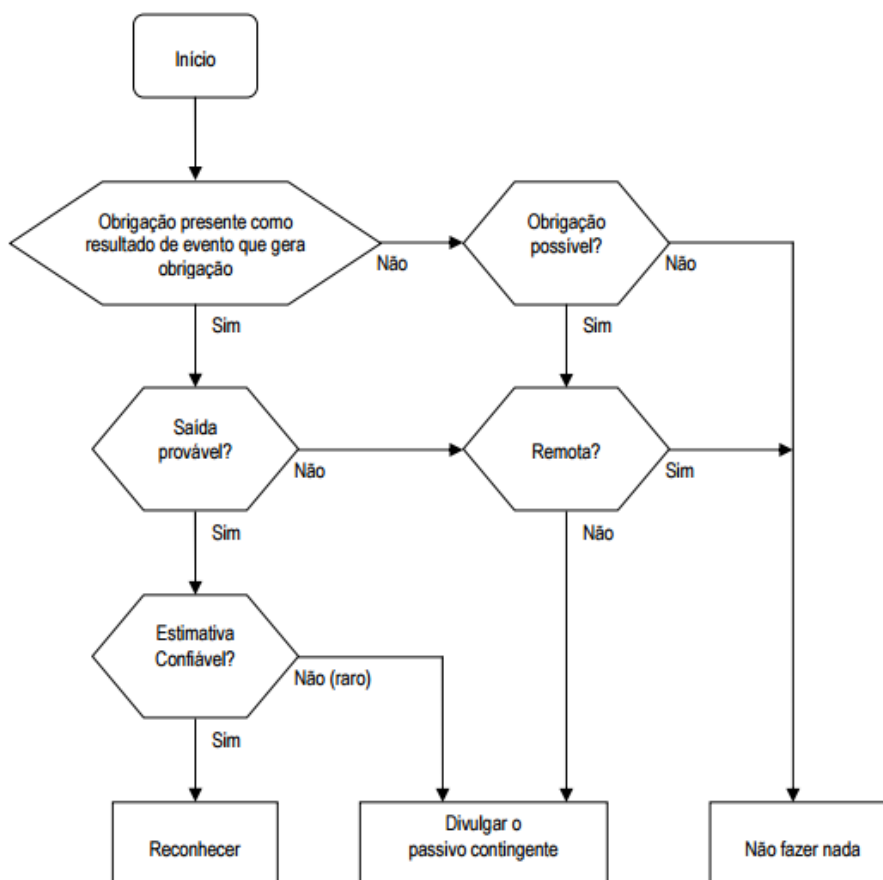 Início
Obrigação presente como
resultado de evento que gera
obrigação
Não
Obrigação
possível?
Não
Sim
Sim
Saída
provável?
Não
Remota?
Sim
Sim
Não
Estimativa
Confiável?
Não (raro)
Sim
Reconhecer
Divulgar o
passivo contingente
Não fazer nada